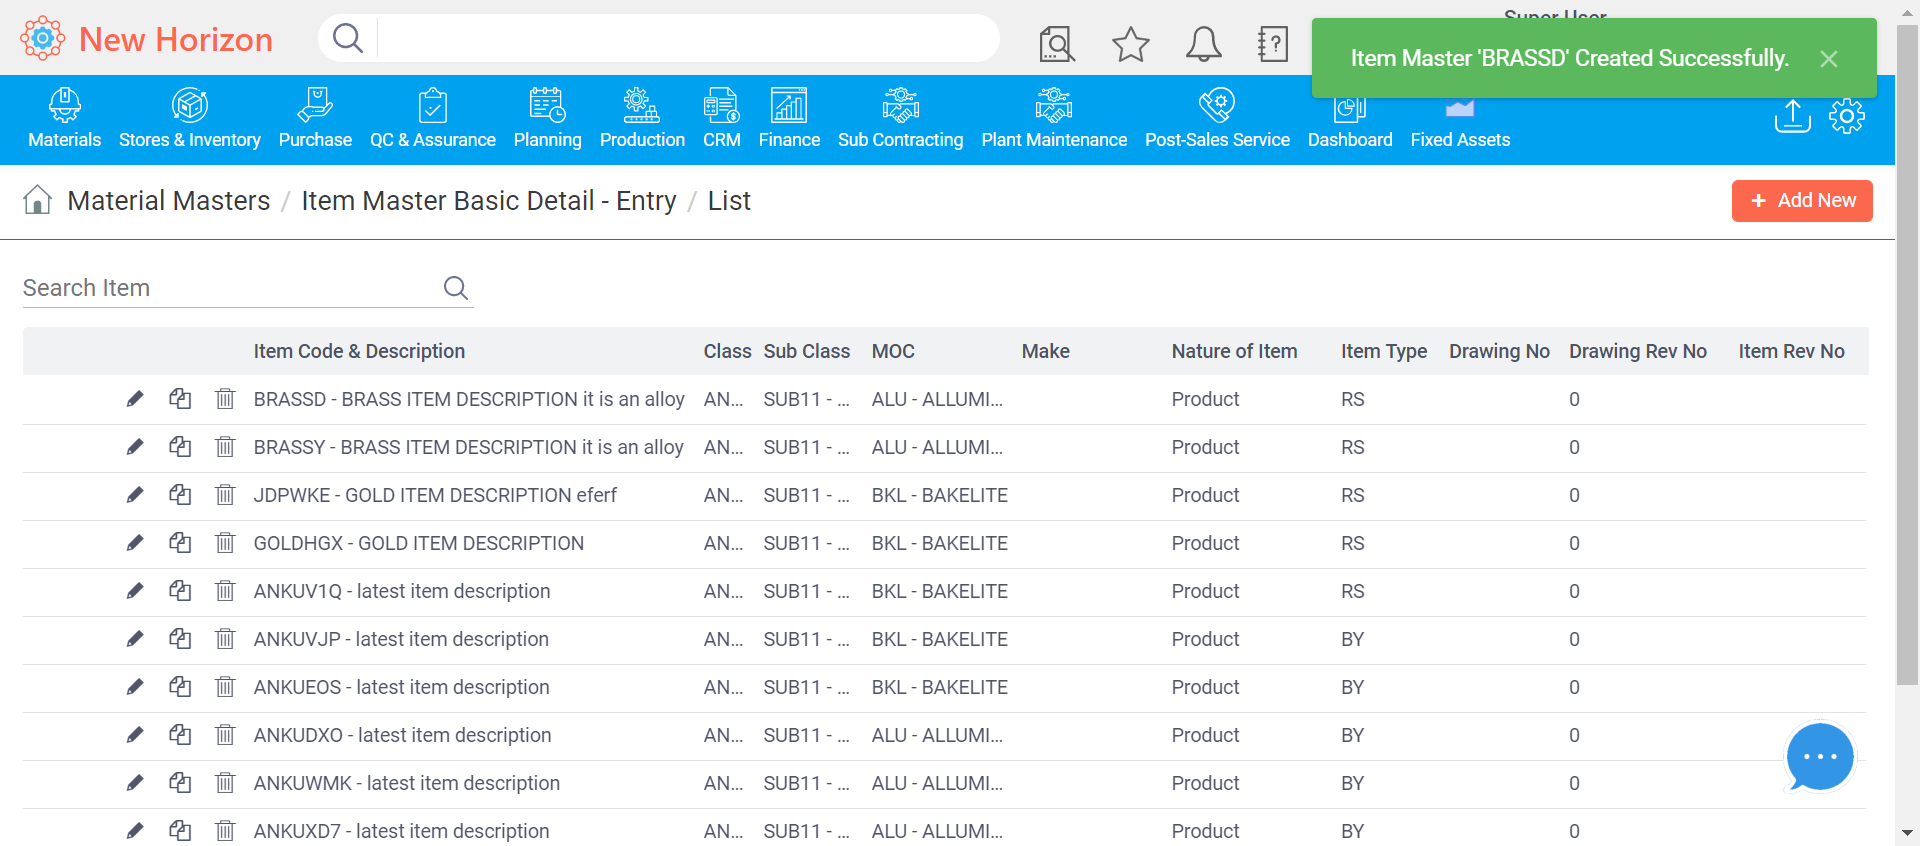 New Horizon
Super User
Item Master 'BRASSD' Created Successfully.
Materials Stores & Inventory Purchase QC & Assurance Planning Production CRM Finance Sub Contracting Plant Maintenance Post-Sales Service Dashboard Fixed Assets
Material Masters / Item Master Basic Detail - Entry / List
+ Add New
Search Item
Item Code & Description Class Sub Class MOC Make Nature of Item Item Type Drawing No Drawing Rev No Item Rev No
BRASSD - BRASS ITEM DESCRIPTION it is an alloy AN... SUB11 - ... ALU - ALLUMI... Product RS 0
BRASSY - BRASS ITEM DESCRIPTION it is an alloy AN... SUB11 - ... ALU - ALLUMI... Product RS 0
JDPWKE - GOLD ITEM DESCRIPTION eferf AN... SUB11 - ... BKL - BAKELITE Product RS 0
GOLDHGX - GOLD ITEM DESCRIPTION AN... SUB11 - ... BKL - BAKELITE Product RS 0
ANKUV1Q - latest item description AN... SUB11 - ... BKL - BAKELITE Product RS 0
ANKUVJP - latest item description AN... SUB11 - ... BKL - BAKELITE Product BY 0
ANKUEOS - latest item description AN... SUB11 - ... BKL - BAKELITE Product BY 0
ANKUDXO - latest item description AN... SUB11 - ... ALU - ALLUMI... Product BY 0
ANKUWMK - latest item description AN... SUB11 - ... ALU - ALLUMI... Product BY 0
ANKUXD7 - latest item description AN... SUB11 - ... ALU - ALLUMI... Product BY 0